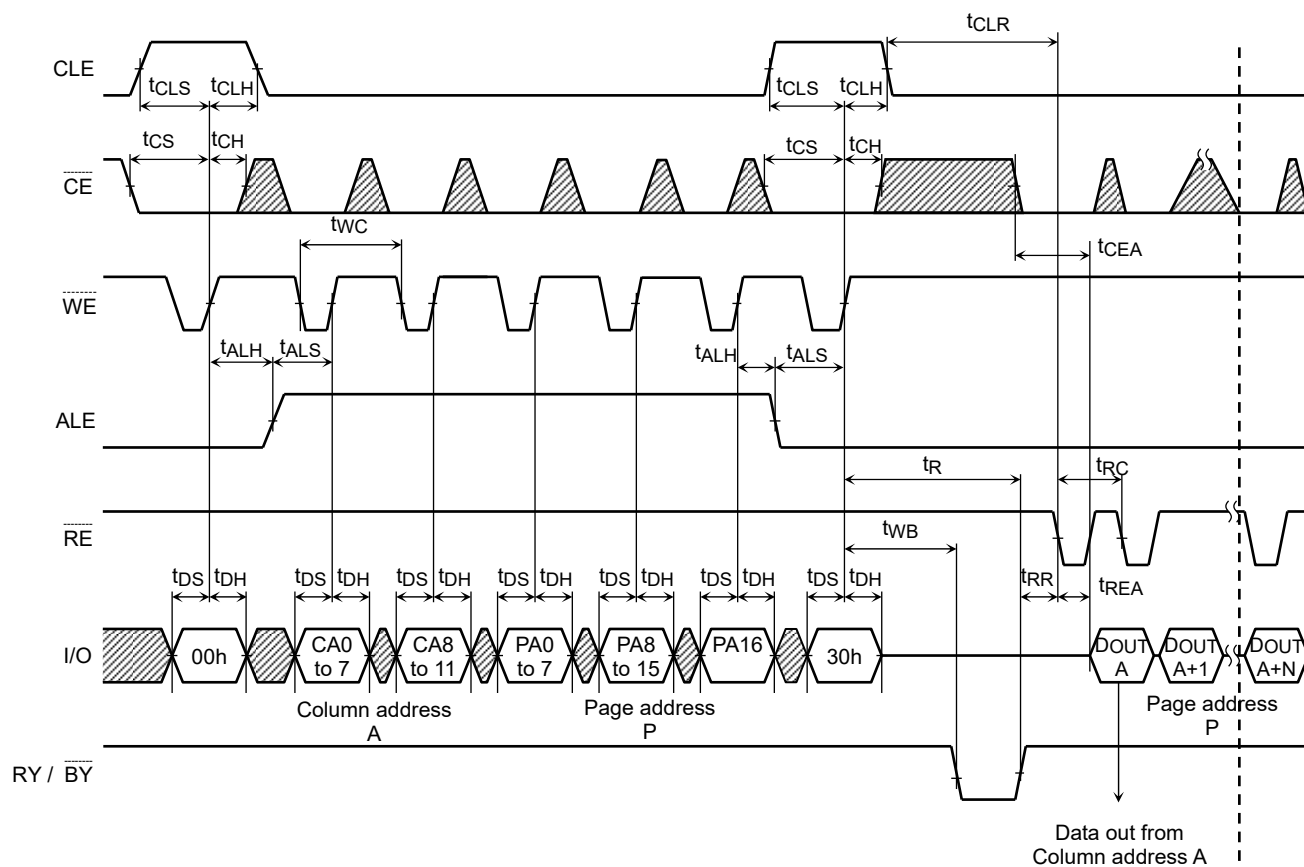 tCLR
CLE
tCLS tCLH tCLS tCLH
tCS tCH tCS tCH
CE
tWC
tCEA
WE
tALH tALS tALH tALS
ALE
tR tRC
RE
tWB
tDS tDH tDS tDH tDS tDH tDS tDH tDS tDH tDS tDH tDS tDH tRR tREA
I/O
00h
CA0
to 7
CA8
to 11
PA0
to 7
PA8
to 15
PA16
30h
DOUT
A
DOUT
A+1
DOUT
A+N
Column address
A
Page address
P
Page address
P
RY / BY
Data out from
Column address A